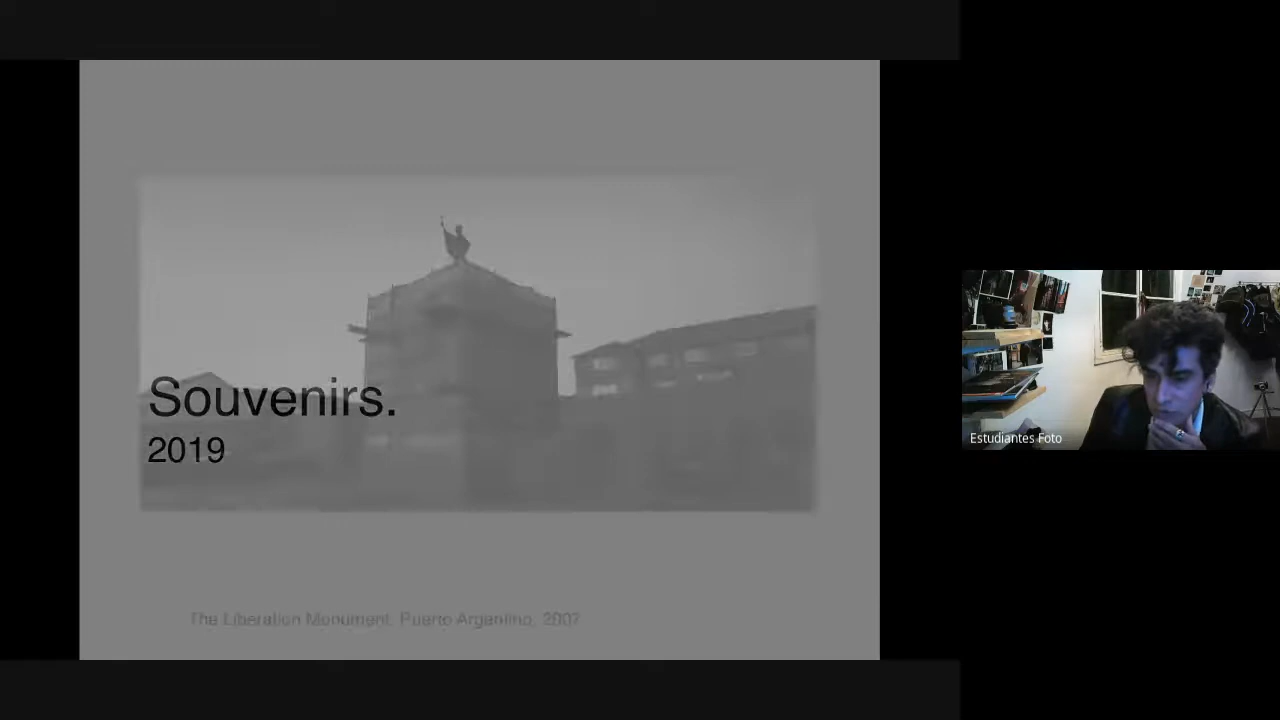 Souvenirs.
2019
The Liberation Monument, Puerto Argentino, 2007
Estudiantes Foto